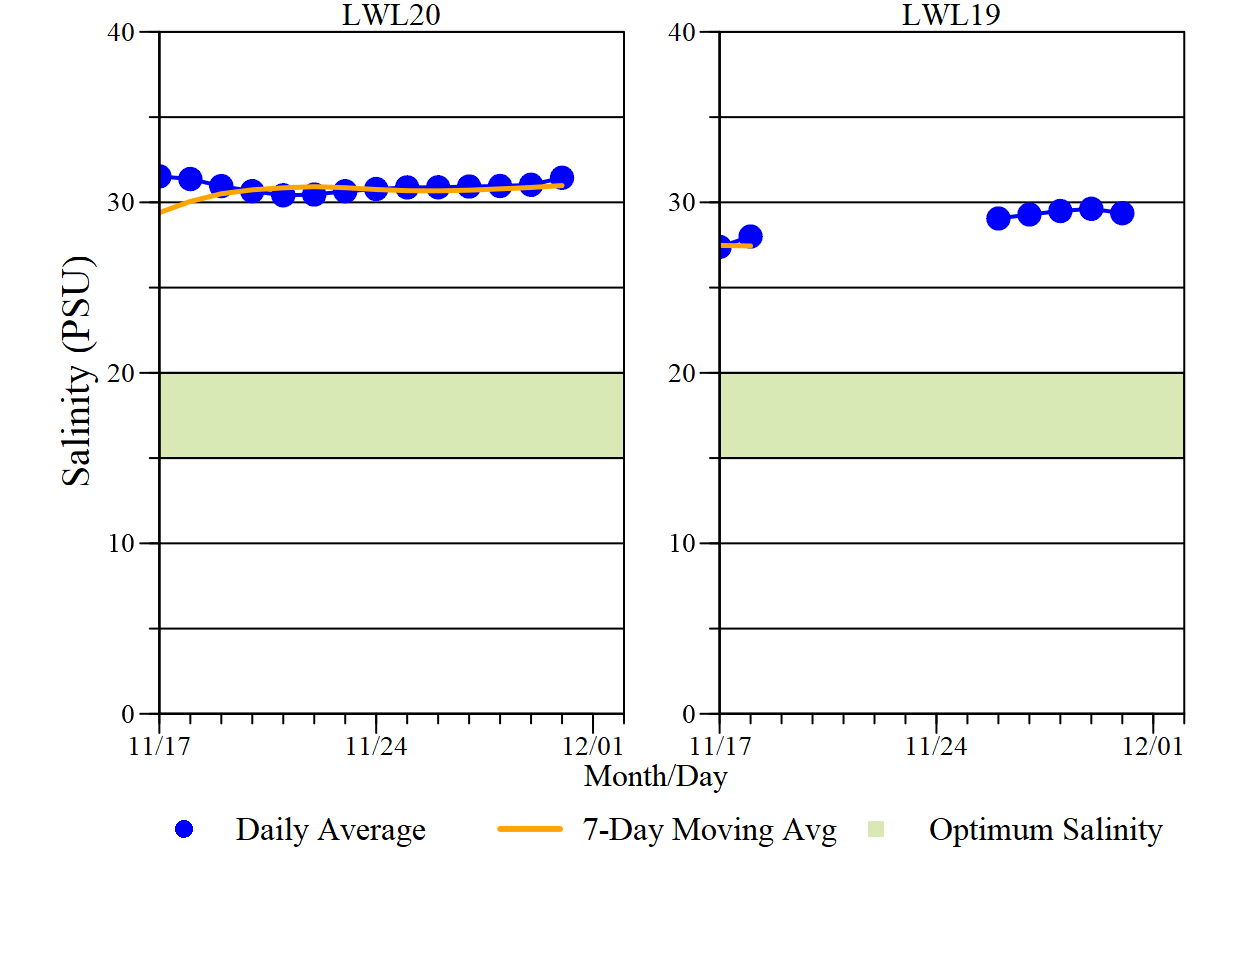 LWL20
LWL19
40
30
20
10
0
40
30
20
10
0
Salinity (PSU)
11/17
11/24
12/01
11/17
11/24
12/01
Month/Day
Daily Average
7-Day Moving Avg
Optimum Salinity